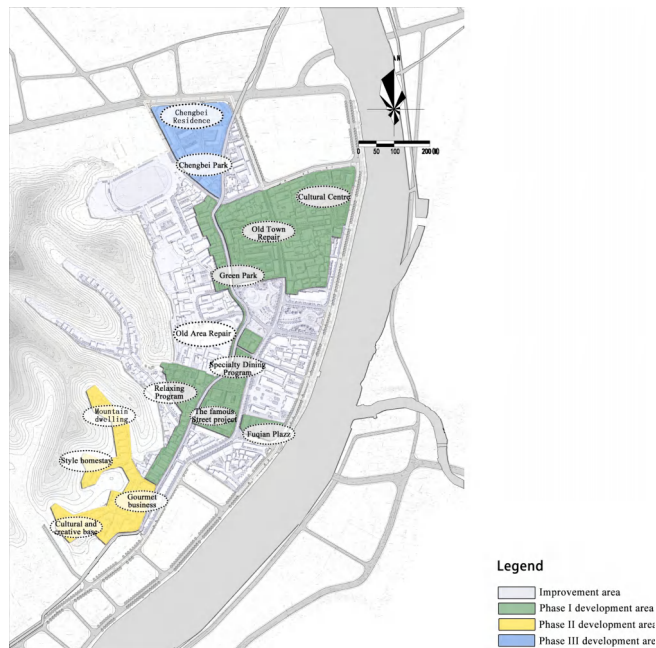 N
0 50 100 200 M
Chengbei
Residence
Chengbei Park
Cultural Centre
Old Town
Repair
Green Park
Old Area Repair
Specialty Dining
Program
Relaxing
Program
The famous
Street project
Fuqian Plazz
Mountain
dwelling
Style homestay
Gourmet
business
Cultural and
creative base
Legend
Improvement area
Phase I development area
Phase II development area
Phase III development are